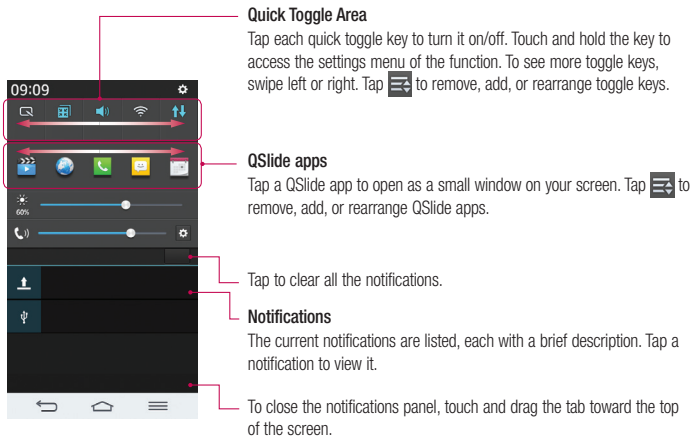 Quick Toggle Area
Tap each quick toggle key to turn it on/off. Touch and hold the key to
access the settings menu of the function. To see more toggle keys,
swipe left or right. Tap to remove, add, or rearrange toggle keys.
09:09
QSlide apps
Tap a QSlide app to open as a small window on your screen. Tap to
remove, add, or rearrange QSlide apps.
60%
Tap to clear all the notifications.
Notifications
The current notifications are listed, each with a brief description. Tap a
notification to view it.
To close the notifications panel, touch and drag the tab toward the top
of the screen.